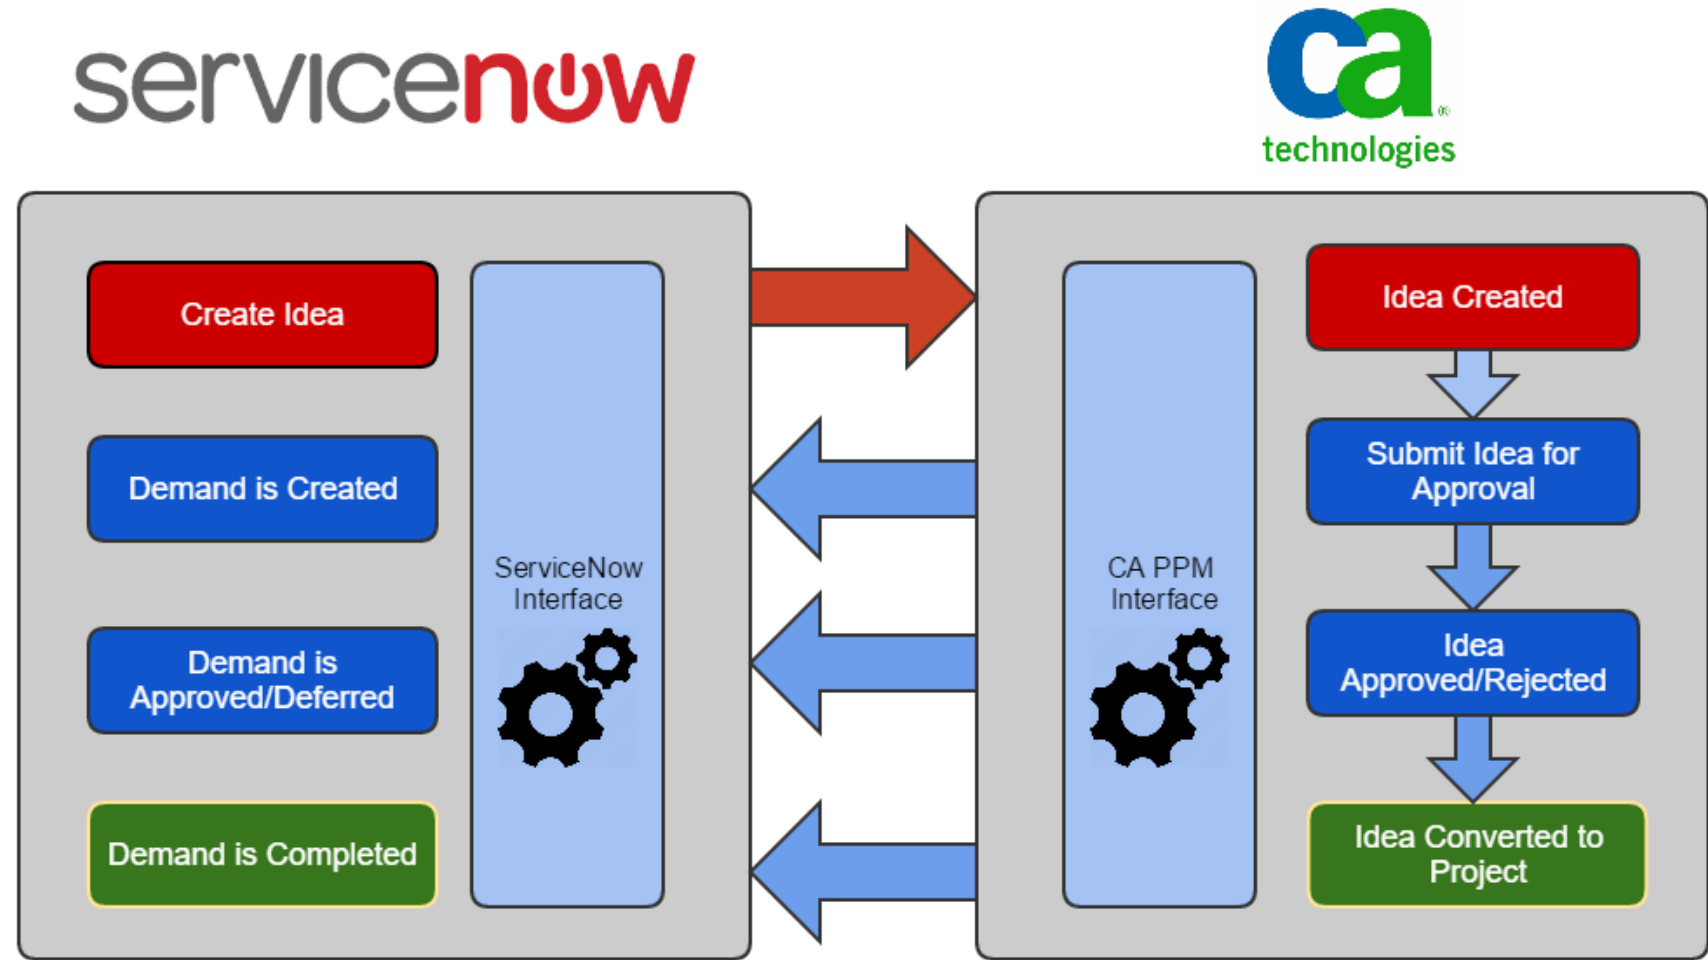 servicenow
ca
technologies
Create Idea
Demand is Created
Demand is
Approved/Deferred
Demand is Completed
ServiceNow
Interface
CA PPM
Interface
Idea Created
Submit Idea for
Approval
Idea
Approved/Rejected
Idea Converted to
Project